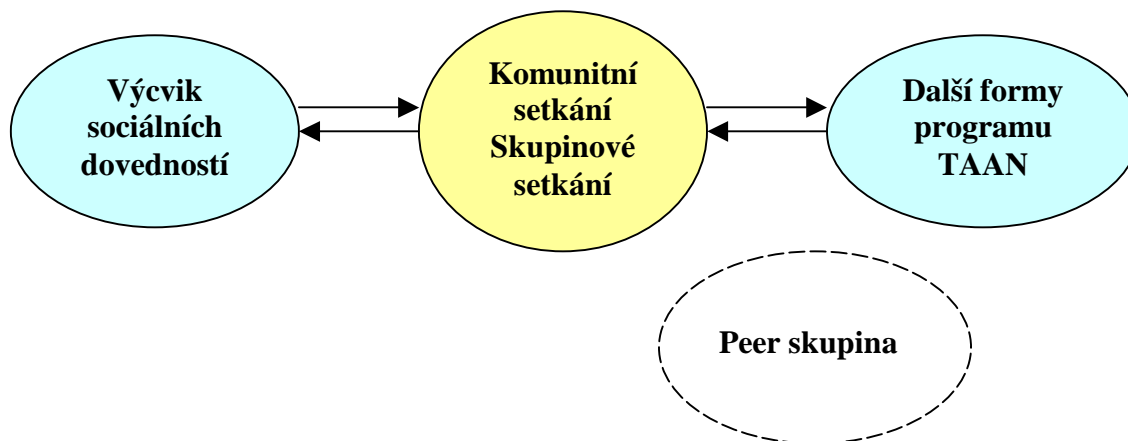 Výcvik
sociálních
dovedností
Komunitní
setkání
Skupinové
setkání
Další formy
programu
TAAN
Peer skupina